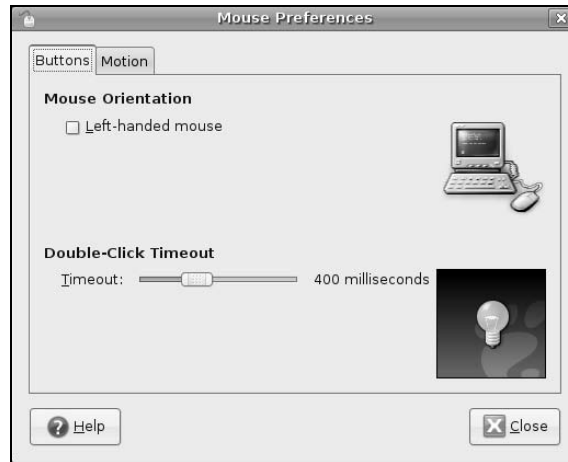 Mouse Preferences
Buttons Motion
Mouse Orientation
Left-handed mouse
Double-Click Timeout
Timeout: 400 milliseconds
Help Close